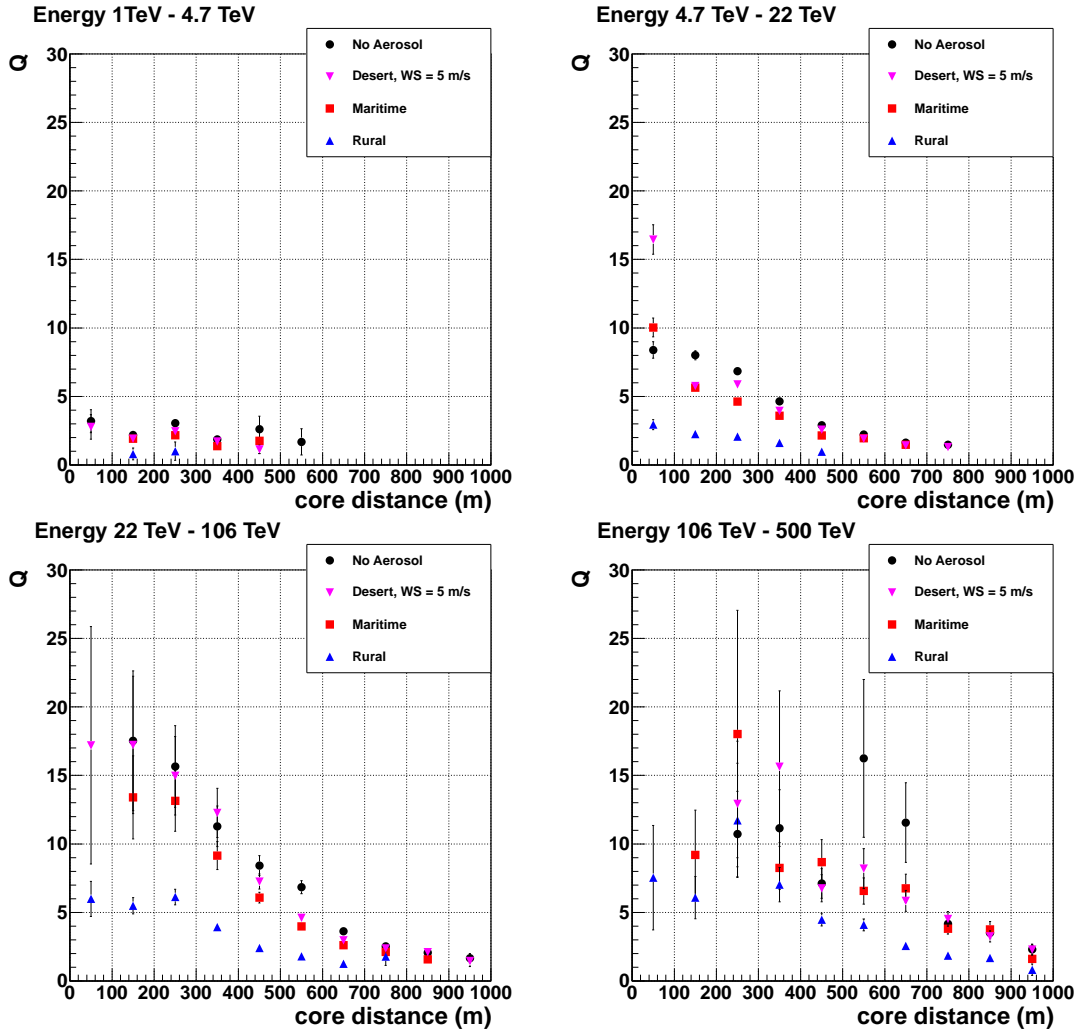 Energy 1TeV - 4.7 TeV
Q
30
25
20
15
10
5
0
No Aerosol
Desert, WS = 5 m/s
Maritime
Rural
0 100 200 300 400 500 600 700 800 900 1000
core distance (m)
Energy 4.7 TeV - 22 TeV
Q
30
25
20
15
10
5
0
No Aerosol
Desert, WS = 5 m/s
Maritime
Rural
0 100 200 300 400 500 600 700 800 900 1000
core distance (m)
Energy 22 TeV - 106 TeV
Q
30
25
20
15
10
5
0
No Aerosol
Desert, WS = 5 m/s
Maritime
Rural
0 100 200 300 400 500 600 700 800 900 1000
core distance (m)
Energy 106 TeV - 500 TeV
Q
30
25
20
15
10
5
0
No Aerosol
Desert, WS = 5 m/s
Maritime
Rural
0 100 200 300 400 500 600 700 800 900 1000
core distance (m)